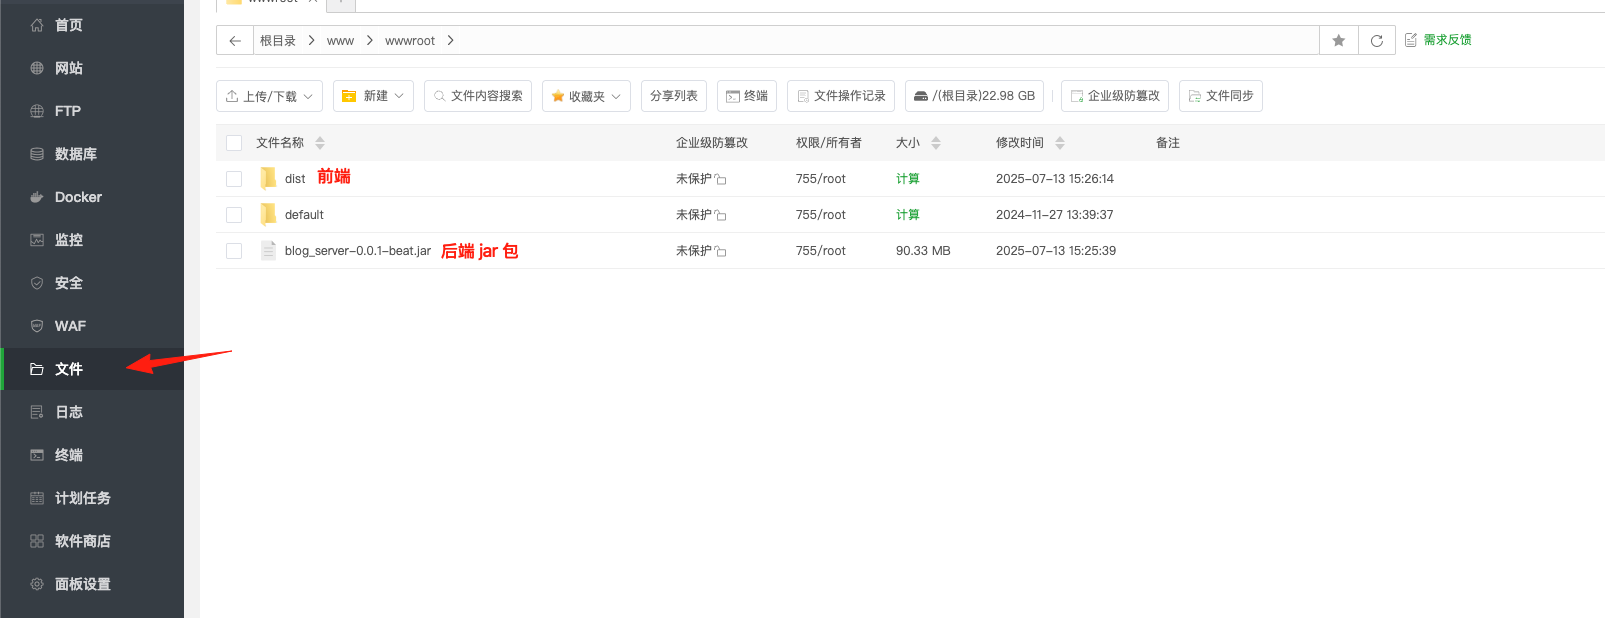 首页
网站
FTP
数据库
Docker
监控
安全
WAF
文件
日志
终端
计划任务
软件商店
面板设置
根目录 > www > wwwroot >
需求反馈
上传/下载 新建 文件内容搜索 收藏夹 分享列表 终端 文件操作记录 /(根目录)22.98 GB 企业级防篡改 文件同步
文件名称 企业级防篡改 权限/所有者 大小 修改时间 备注
dist 前端 未保护 755/root 计算 2025-07-13 15:26:14
default 未保护 755/root 计算 2024-11-27 13:39:37
blog_server-0.0.1-beat.jar 后端 jar 包 未保护 755/root 90.33 MB 2025-07-13 15:25:39